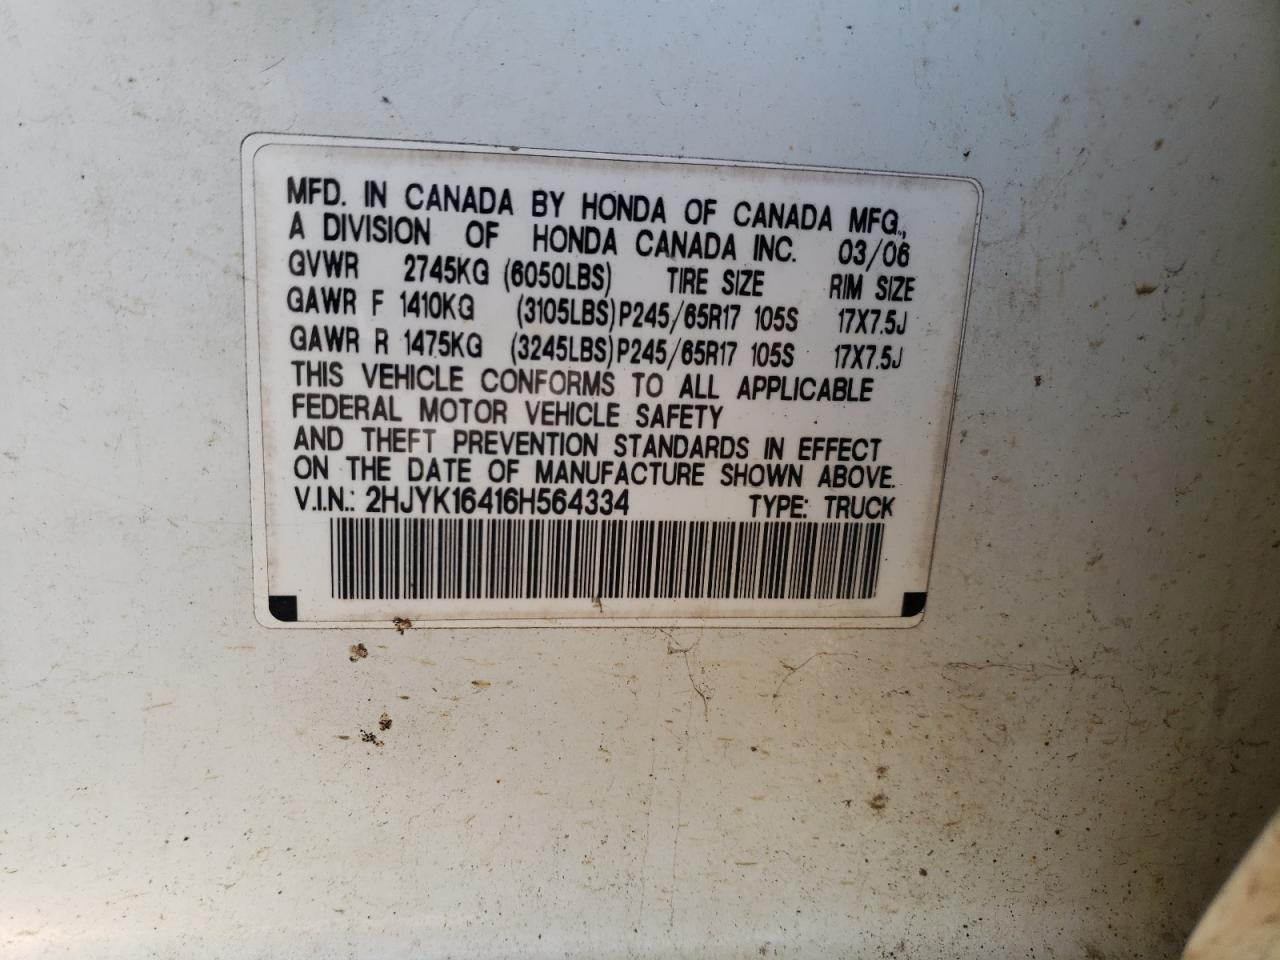 MFD. IN CANADA BY HONDA OF CANADA MFG.,
A DIVISION OF HONDA CANADA INC. 03/06
GVWR 2745KG (6050LBS) TIRE SIZE RIM SIZE
GAWR F 1410KG (3105LBS) P245/65R17 105S 17X7.5J
GAWR R 1475KG (3245LBS) P245/65R17 105S 17X7.5J
THIS VEHICLE CONFORMS TO ALL APPLICABLE
FEDERAL MOTOR VEHICLE SAFETY
AND THEFT PREVENTION STANDARDS IN EFFECT
ON THE DATE OF MANUFACTURE SHOWN ABOVE.
V.I.N.: 2HJYK16416H564334 TYPE: TRUCK